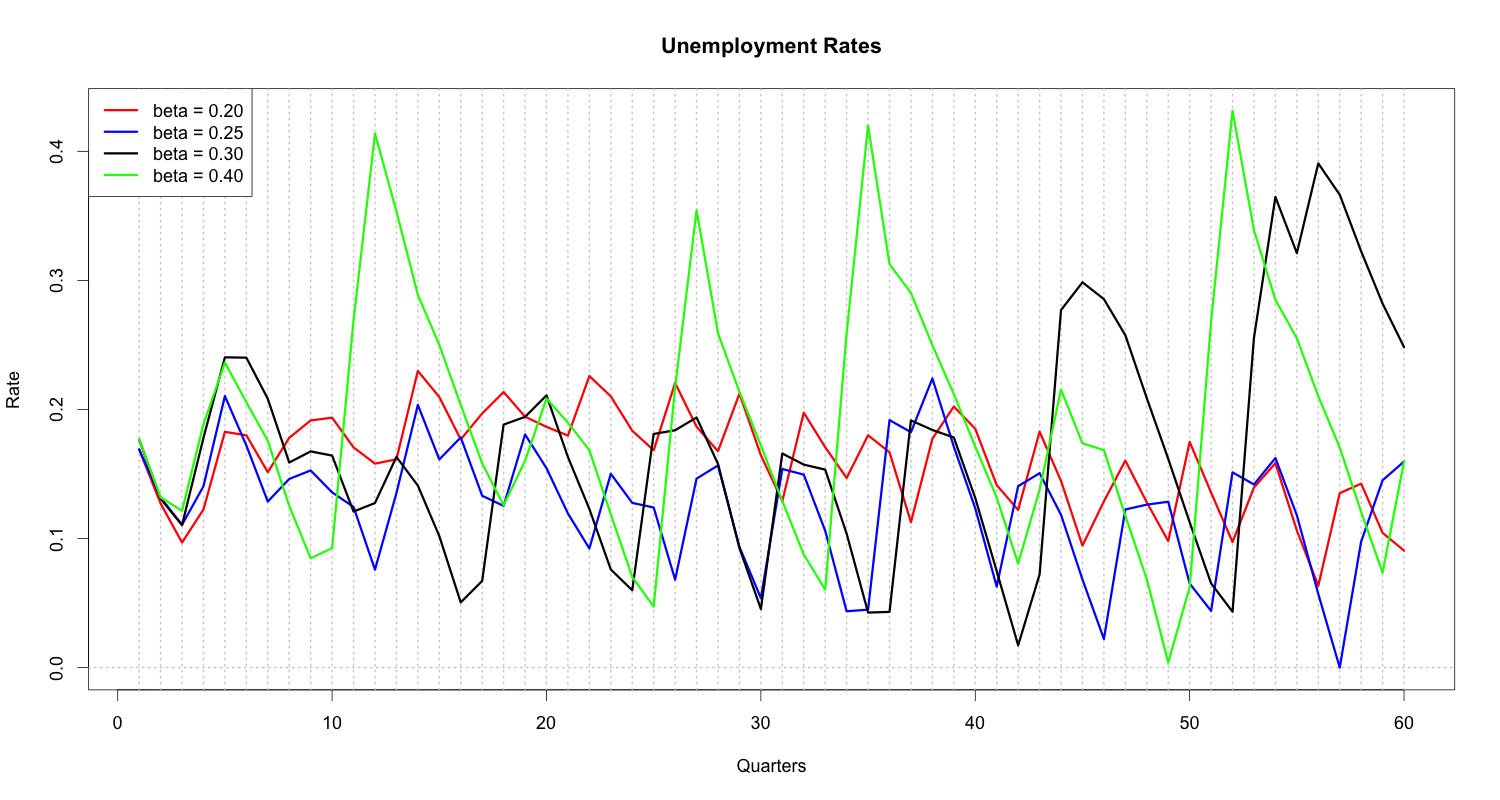 Unemployment Rates
beta = 0.20
beta = 0.25
beta = 0.30
beta = 0.40
Rate
0.4
0.3
0.2
0.1
0.0
0 10 20 30 40 50 60
Quarters